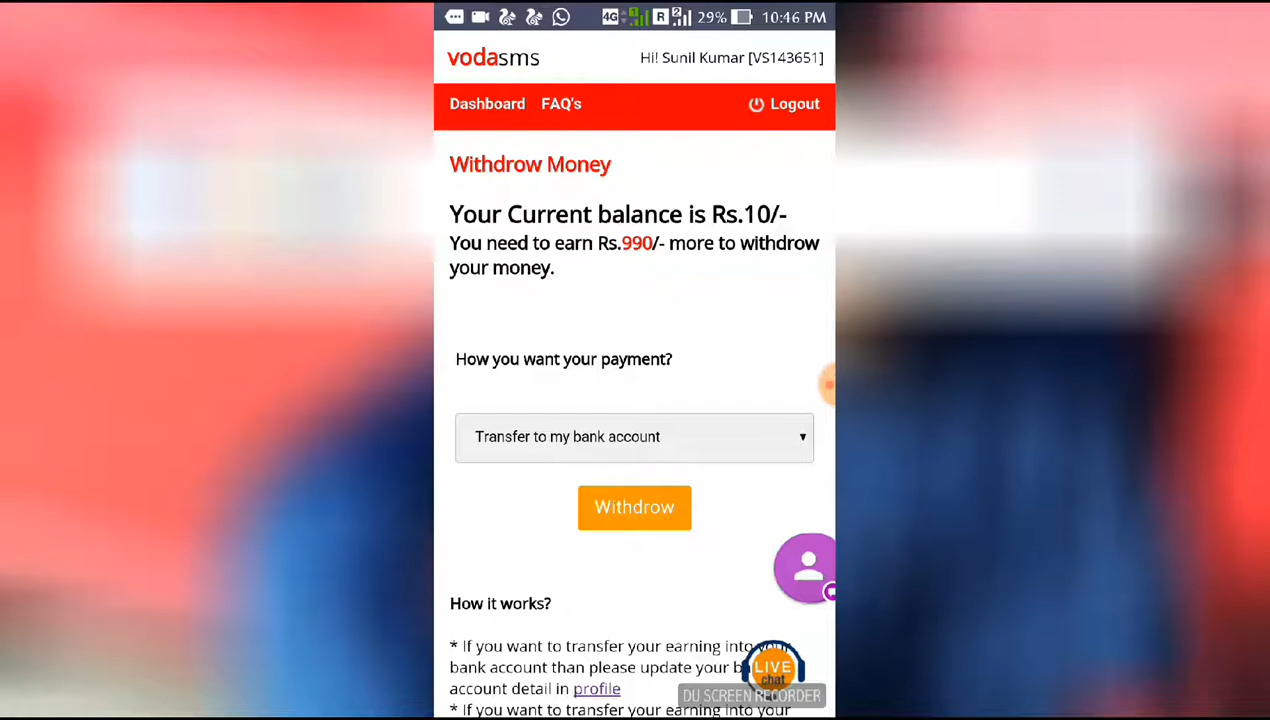 4G 1 R 2 29% 10:46 PM
vodasms Hi! Sunil Kumar [VS143651]
Dashboard FAQ's Logout
Withdrow Money
Your Current balance is Rs.10/-
You need to earn Rs.990/- more to withdrow
your money.
How you want your payment?
Transfer to my bank account
Withdrow
How it works?
* If you want to transfer your earning into your
bank account than please update your
account detail in profile
LIVE
chat
DU SCREEN RECORDER
* If you want to transfer your earning into your